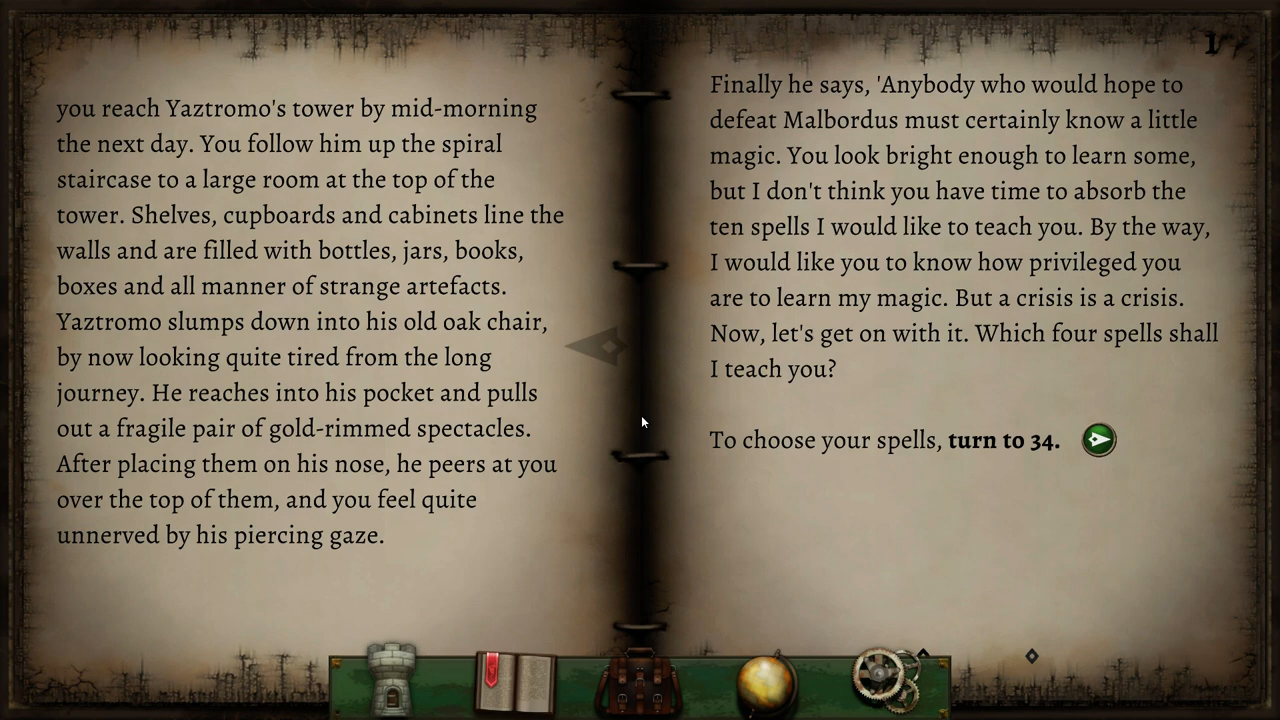 1
you reach Yaztromo's tower by mid-morning
the next day. You follow him up the spiral
staircase to a large room at the top of the
tower. Shelves, cupboards and cabinets line the
walls and are filled with bottles, jars, books,
boxes and all manner of strange artefacts.
Yaztromo slumps down into his old oak chair,
by now looking quite tired from the long
journey. He reaches into his pocket and pulls
out a fragile pair of gold-rimmed spectacles.
After placing them on his nose, he peers at you
over the top of them, and you feel quite
unnerved by his piercing gaze.
Finally he says, 'Anybody who would hope to
defeat Malbordus must certainly know a little
magic. You look bright enough to learn some,
but I don't think you have time to absorb the
ten spells I would like to teach you. By the way,
I would like you to know how privileged you
are to learn my magic. But a crisis is a crisis.
Now, let's get on with it. Which four spells shall
I teach you?
To choose your spells, turn to 34.